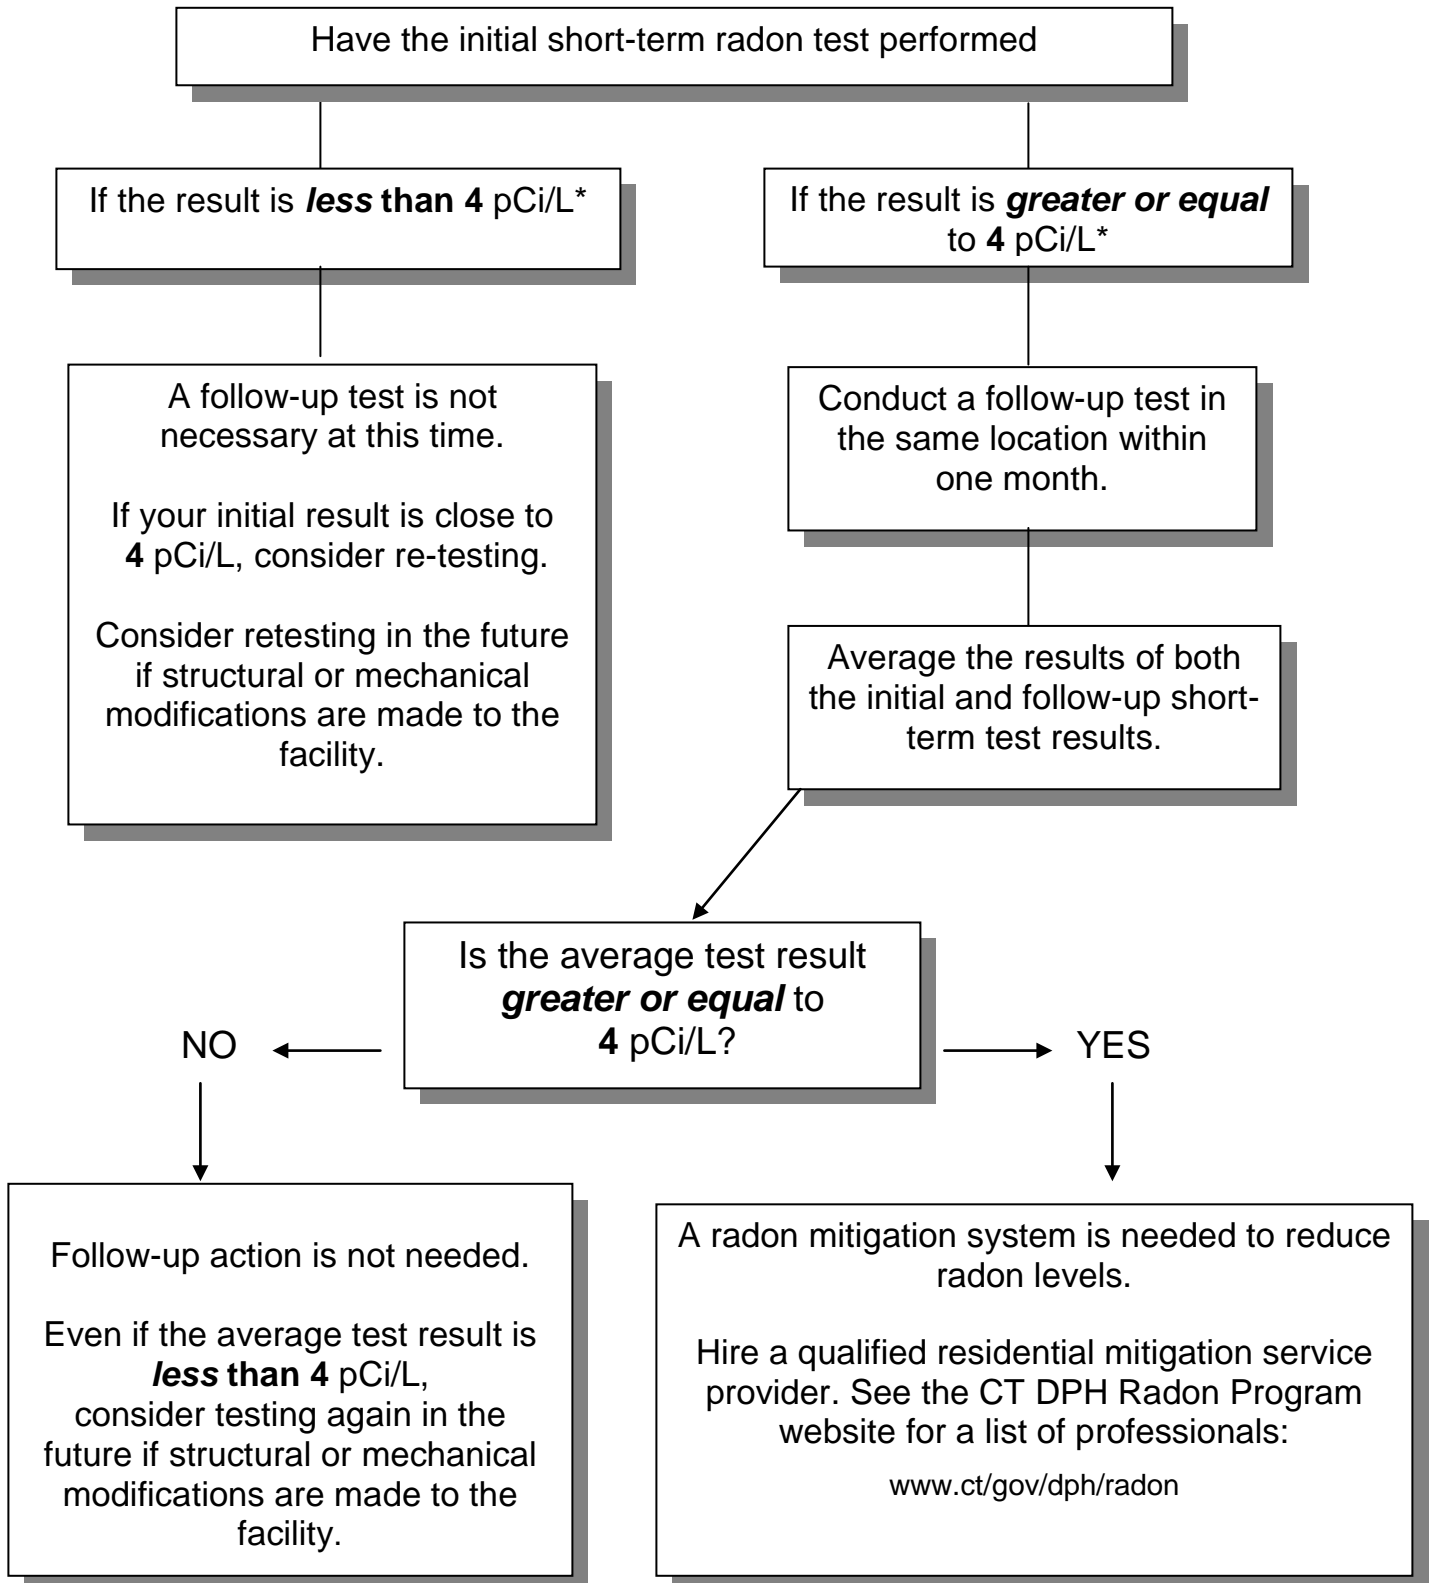 Have the initial short-term radon test performed
If the result is less than 4 pCi/L*
If the result is greater or equal
to 4 pCi/L*
A follow-up test is not
necessary at this time.
If your initial result is close to
4 pCi/L, consider re-testing.
Consider retesting in the future
if structural or mechanical
modifications are made to the
facility.
Conduct a follow-up test in
the same location within
one month.
Average the results of both
the initial and follow-up short-
term test results.
Is the average test result
greater or equal to
4 pCi/L?
NO
YES
Follow-up action is not needed.
Even if the average test result is
less than 4 pCi/L,
consider testing again in the
future if structural or mechanical
modifications are made to the
facility.
A radon mitigation system is needed to reduce
radon levels.
Hire a qualified residential mitigation service
provider. See the CT DPH Radon Program
website for a list of professionals:
www.ct/gov/dph/radon